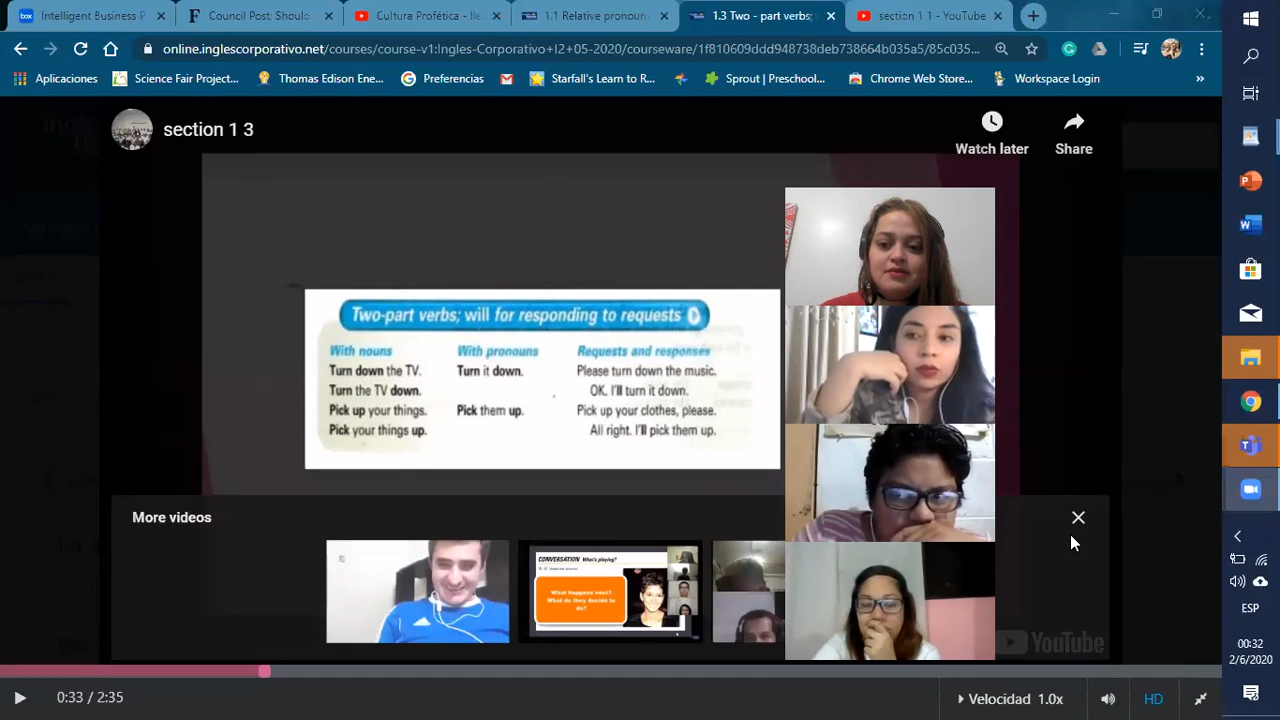 Intelligent Business P
Council Post: Should
Cultura Profética - Ile
1.1 Relative pronoun
1.3 Two - part verbs;
section 1 1 - YouTube
online.inglescorporativo.net/courses/course-v1:Ingles-Corporativo+I2+05-2020/courseware/1f810609ddd948738deb738664b035a5/85c035...
Aplicaciones
Science Fair Project...
Thomas Edison Ene...
Preferencias
Starfall's Learn to R...
Sprout | Preschool...
Chrome Web Store...
Workspace Login
section 1 3
Watch later
Share
Two-part verbs; will for responding to requests
With nouns
With pronouns
Requests and responses
Turn down the TV.
Turn it down.
Please turn down the music.
Turn the TV down.
OK. I'll turn it down.
Pick up your things.
Pick them up.
Pick up your clothes, please.
Pick your things up.
All right. I'll pick them up.
More videos
CONVERSATION What's playing?
What happens next?
What do they decide to
do?
YouTube
0:33 / 2:35
Velocidad 1.0x
HD
ESP
00:32
2/6/2020